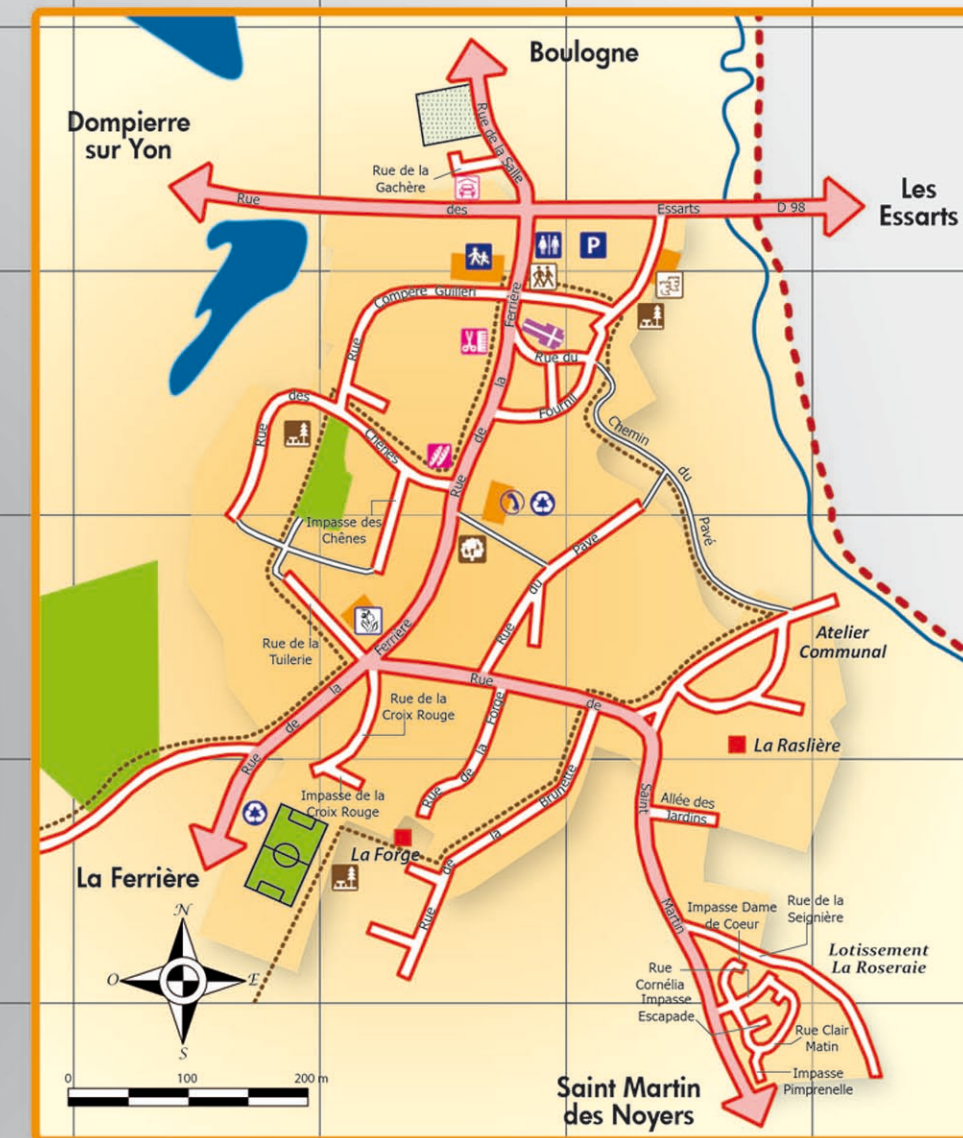 Boulogne
Dompierre
sur Yon
Rue de la Salle
Rue de la
Gachère
Les
Essarts
Rue des Essarts D 98
P
Rue Compère Guilleri
Rue de la Ferrière
Rue du Fournil
Rue des Chênes
Chemin du Pavé
Impasse des
Chênes
Rue du Pavé
Rue de la
Tuilerie
Atelier
Communal
Rue de la Ferrière
Rue de Saint Martin
Rue de la
Croix Rouge
Rue de la Forge
La Raslière
Impasse de la
Croix Rouge
Allée des
Jardins
Rue de la Brunette
La Forge
La Ferrière
Impasse Dame
de Coeur
Rue de la
Seignière
Lotissement
La Roseraie
N
O
E
S
Rue
Cornélia
Impasse
Escapade
Rue Clair
Matin
Impasse
Pimprenelle
0 100 200 m
Saint Martin
des Noyers